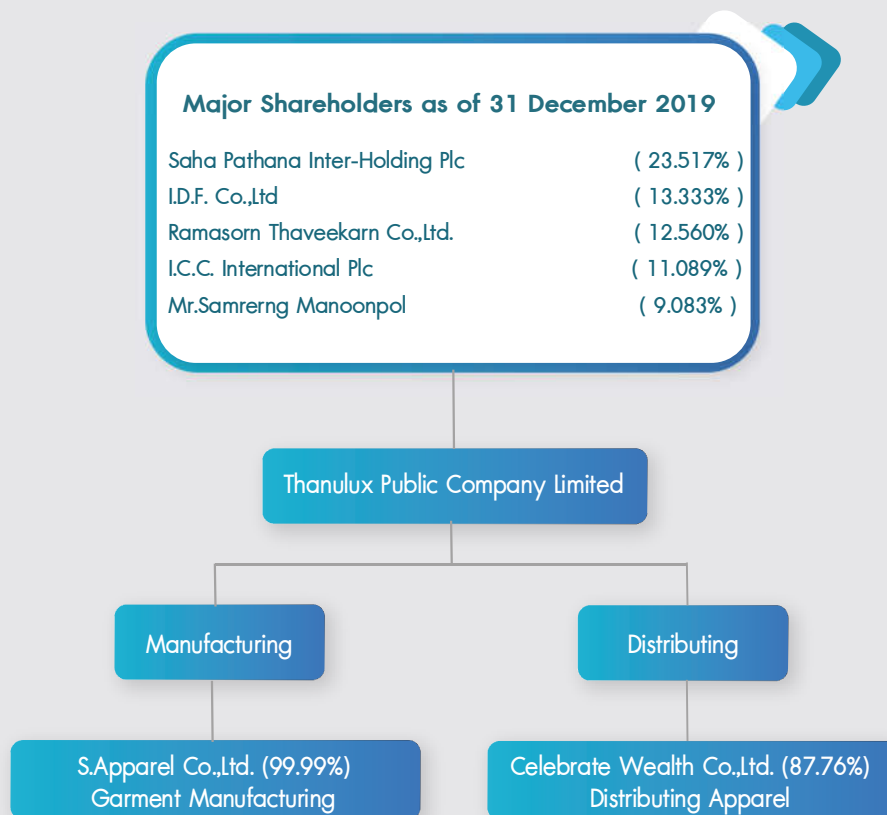 Major Shareholders as of 31 December 2019
Saha Pathana Inter-Holding Plc ( 23.517% )
I.D.F. Co.,Ltd ( 13.333% )
Ramasorn Thaveekarn Co.,Ltd. ( 12.560% )
I.C.C. International Plc ( 11.089% )
Mr.Samrerng Manoonpol ( 9.083% )
Thanulux Public Company Limited
Manufacturing
Distributing
S.Apparel Co.,Ltd. (99.99%)
Garment Manufacturing
Celebrate Wealth Co.,Ltd. (87.76%)
Distributing Apparel